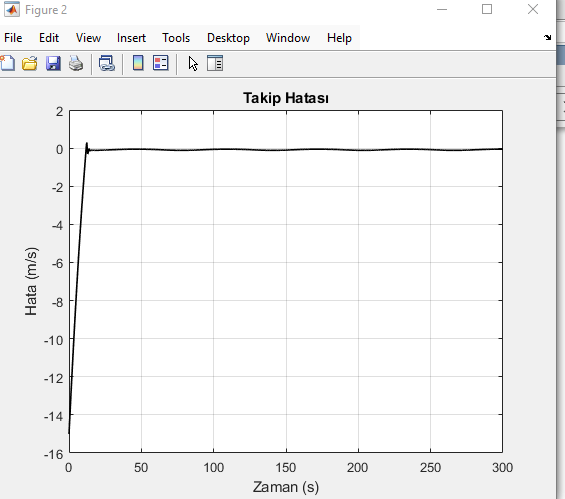 Figure 2
File Edit View Insert Tools Desktop Window Help
Takip Hatası
2
0
-2
-4
-6
-8
-10
-12
-14
-16
Hata (m/s)
0 50 100 150 200 250 300
Zaman (s)